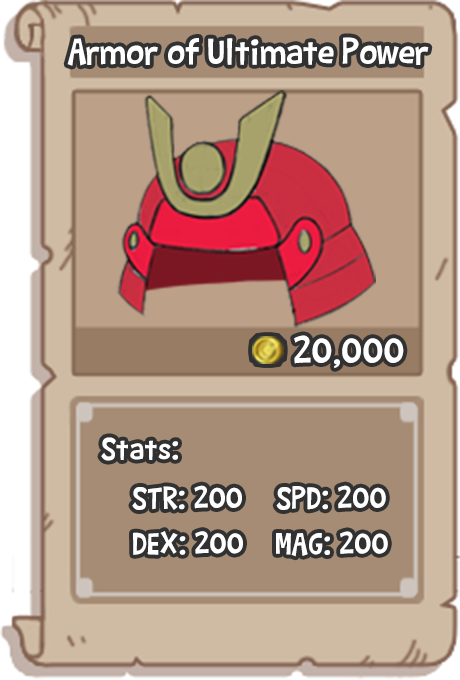 Armor of Ultimate Power
20,000
Stats:
STR: 200 SPD: 200
DEX: 200 MAG: 200